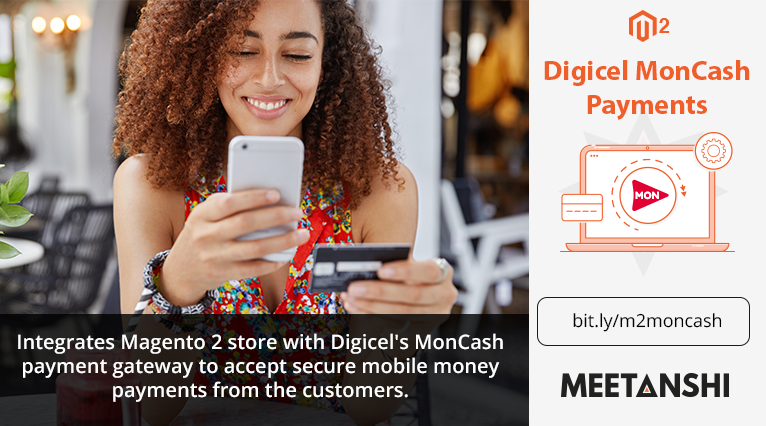 Integrates Magento 2 store with Digicel's MonCash
payment gateway to accept secure mobile money
payments from the customers.
2
Digicel MonCash
Payments
MON
bit.ly/m2moncash
MEETANSHI